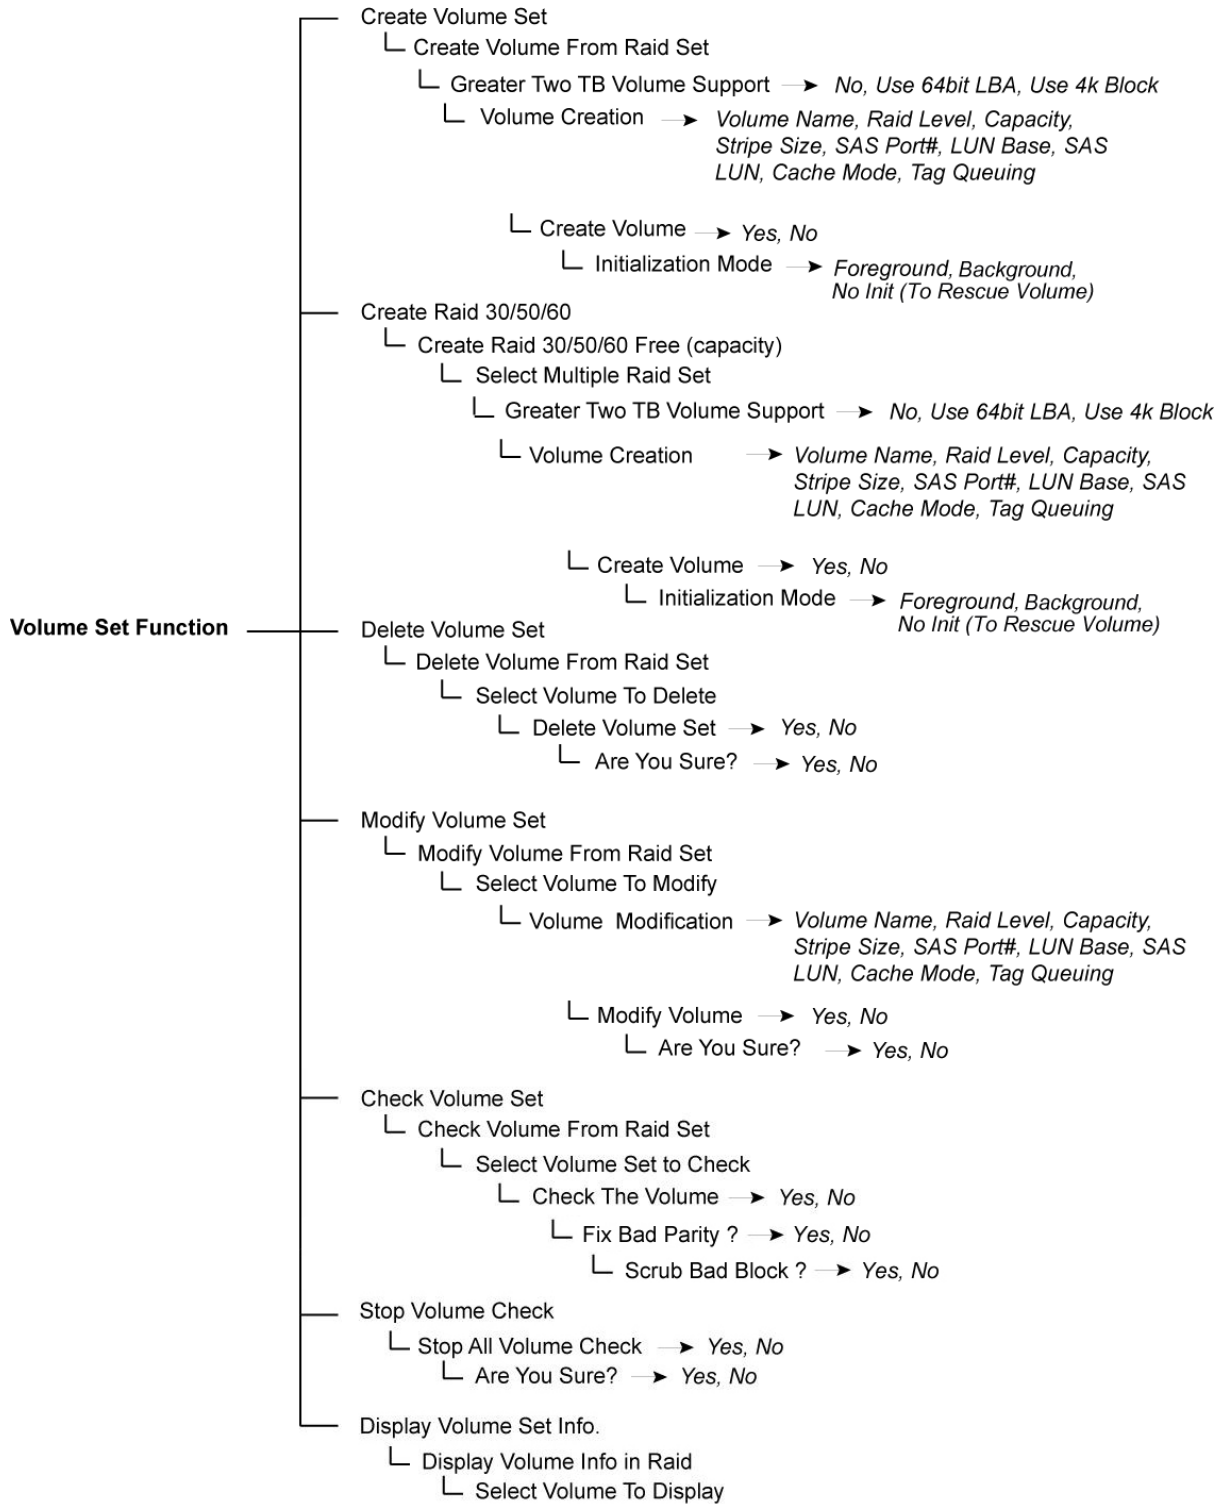 Create Volume Set
Create Volume From Raid Set
Greater Two TB Volume Support
No, Use 64bit LBA, Use 4k Block
Volume Creation
Volume Name, Raid Level, Capacity,
Stripe Size, SAS Port#, LUN Base, SAS
LUN, Cache Mode, Tag Queuing
Create Volume
Yes, No
Initialization Mode
Foreground, Background,
No Init (To Rescue Volume)
Create Raid 30/50/60
Create Raid 30/50/60 Free (capacity)
Select Multiple Raid Set
Greater Two TB Volume Support
No, Use 64bit LBA, Use 4k Block
Volume Creation
Volume Name, Raid Level, Capacity,
Stripe Size, SAS Port#, LUN Base, SAS
LUN, Cache Mode, Tag Queuing
Create Volume
Yes, No
Initialization Mode
Foreground, Background,
No Init (To Rescue Volume)
Volume Set Function
Delete Volume Set
Delete Volume From Raid Set
Select Volume To Delete
Delete Volume Set
Yes, No
Are You Sure?
Yes, No
Modify Volume Set
Modify Volume From Raid Set
Select Volume To Modify
Volume Modification
Volume Name, Raid Level, Capacity,
Stripe Size, SAS Port#, LUN Base, SAS
LUN, Cache Mode, Tag Queuing
Modify Volume
Yes, No
Are You Sure?
Yes, No
Check Volume Set
Check Volume From Raid Set
Select Volume Set to Check
Check The Volume
Yes, No
Fix Bad Parity ?
Yes, No
Scrub Bad Block ?
Yes, No
Stop Volume Check
Stop All Volume Check
Yes, No
Are You Sure?
Yes, No
Display Volume Set Info.
Display Volume Info in Raid
Select Volume To Display